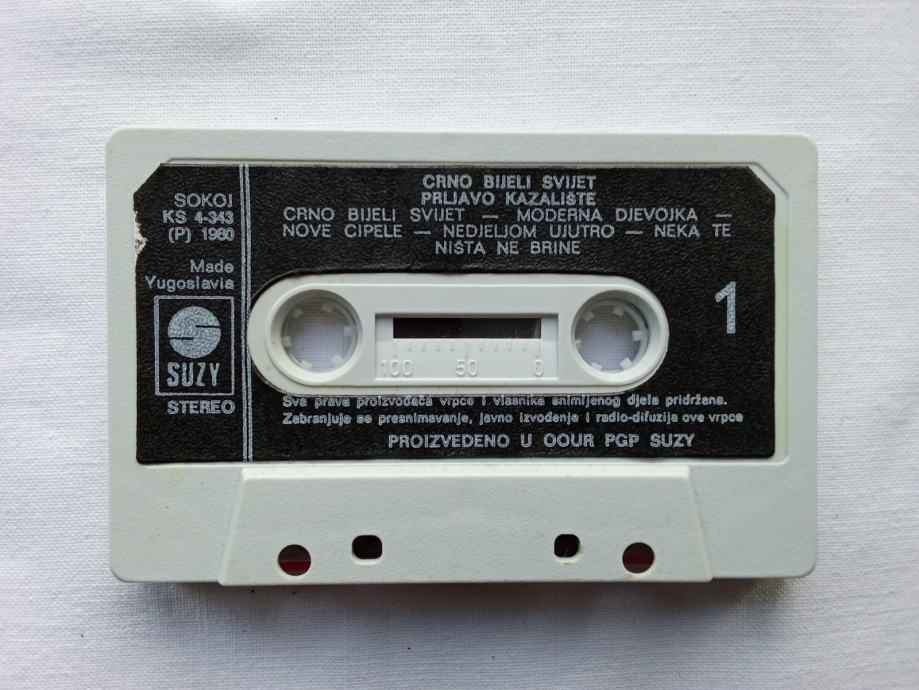 SOKOJ
KS 4-343
(P) 1980
Made
Yugoslavia
SUZY
STEREO
CRNO BIJELI SVIJET
PRLJAVO KAZALIŠTE
CRNO BIJELI SVIJET — MODERNA DJEVOJKA —
NOVE CIPELE — NEDJELJOM UJUTRO — NEKA TE
NIŠTA NE BRINE
1
100 50 0
Sva prava proizvođača vrpce i vlasnika snimljenog djela pridržana.
Zabranjuje se presnimavanje, javno izvođenje i radio-difuzija ove vrpce
PROIZVEDENO U OOUR PGP SUZY